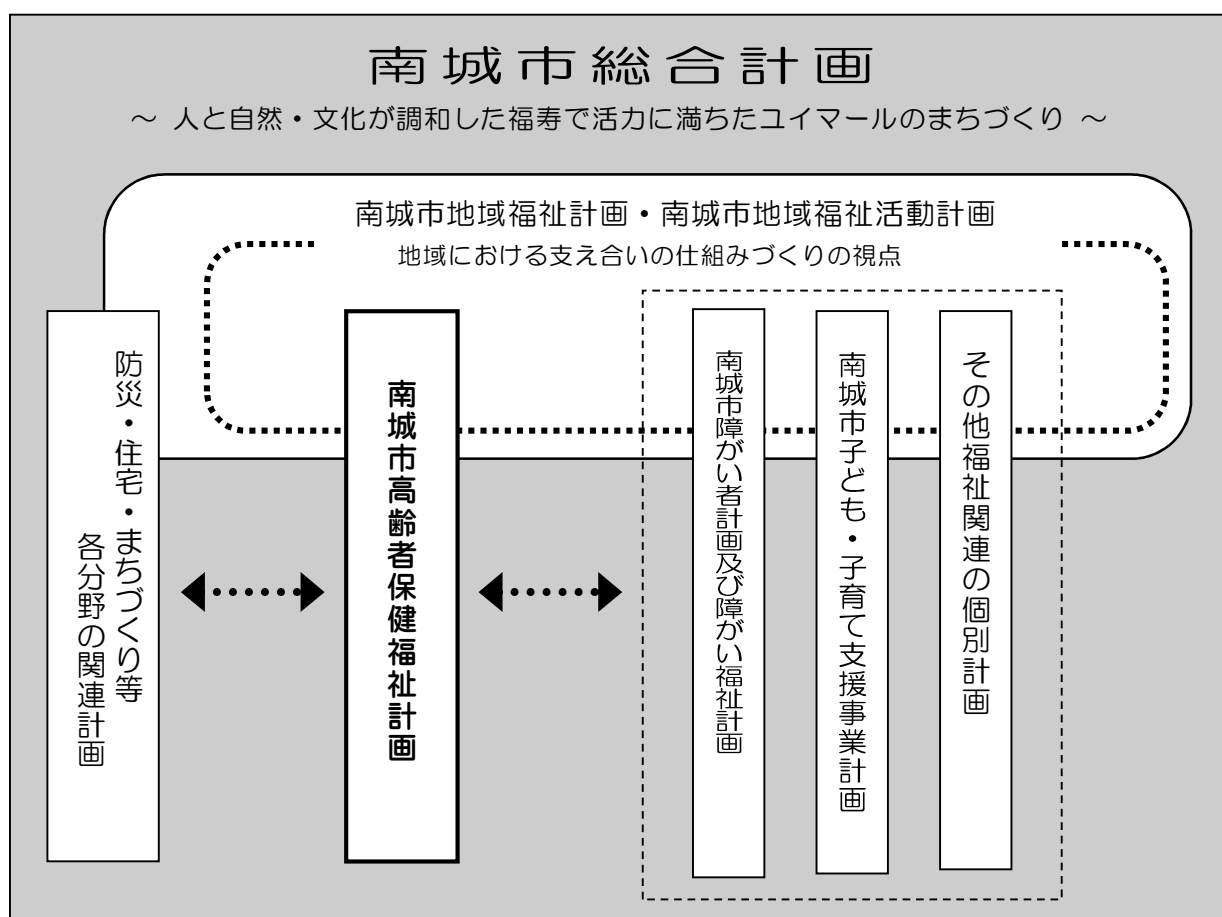 南城市総合計画
～ 人と自然・文化が調和した福寿で活力に満ちたユイマールのまちづくり ～
南城市地域福祉計画・南城市地域福祉活動計画
地域における支え合いの仕組みづくりの視点
防災・住宅・まちづくり等
各分野の関連計画
南城市高齢者保健福祉計画
南城市障がい者計画及び障がい福祉計画
南城市子ども・子育て支援事業計画
その他福祉関連の個別計画